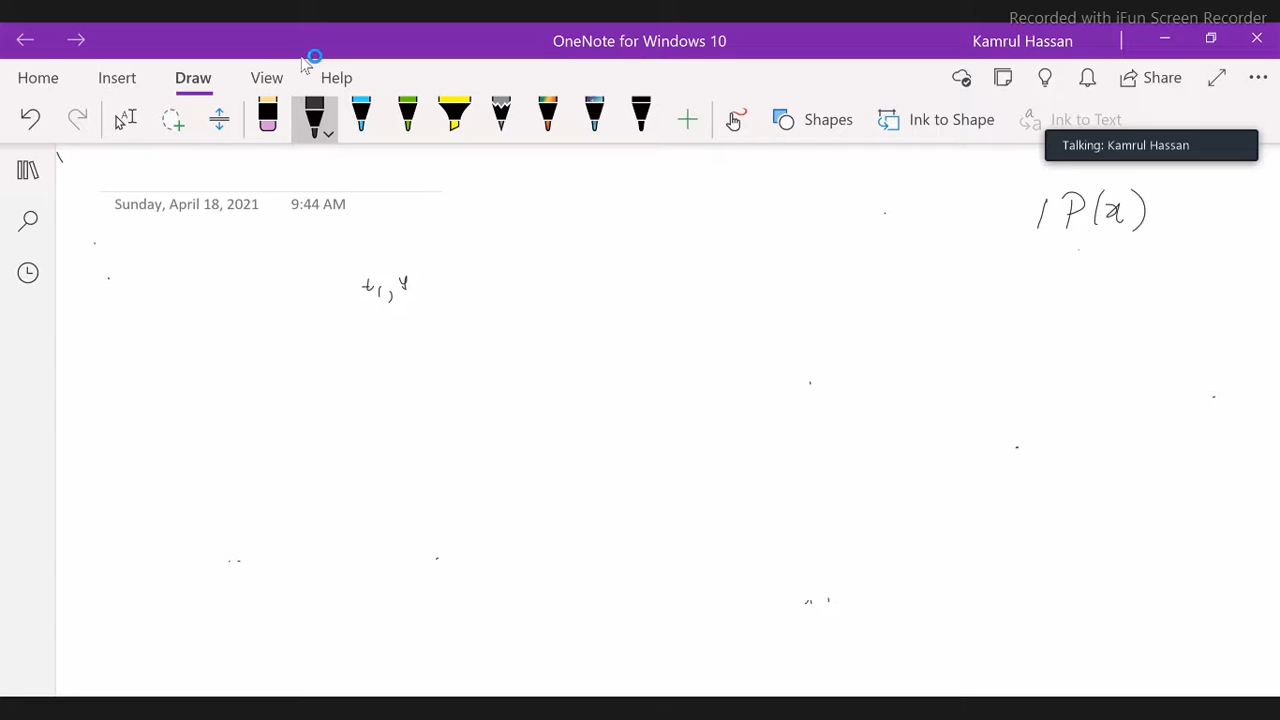 Recorded with iFun Screen Recorder
OneNote for Windows 10
Kamrul Hassan
Home Insert Draw View Help
Share
Shapes
Ink to Shape
Ink to Text
Talking: Kamrul Hassan
Sunday, April 18, 2021 9:44 AM
P(x)